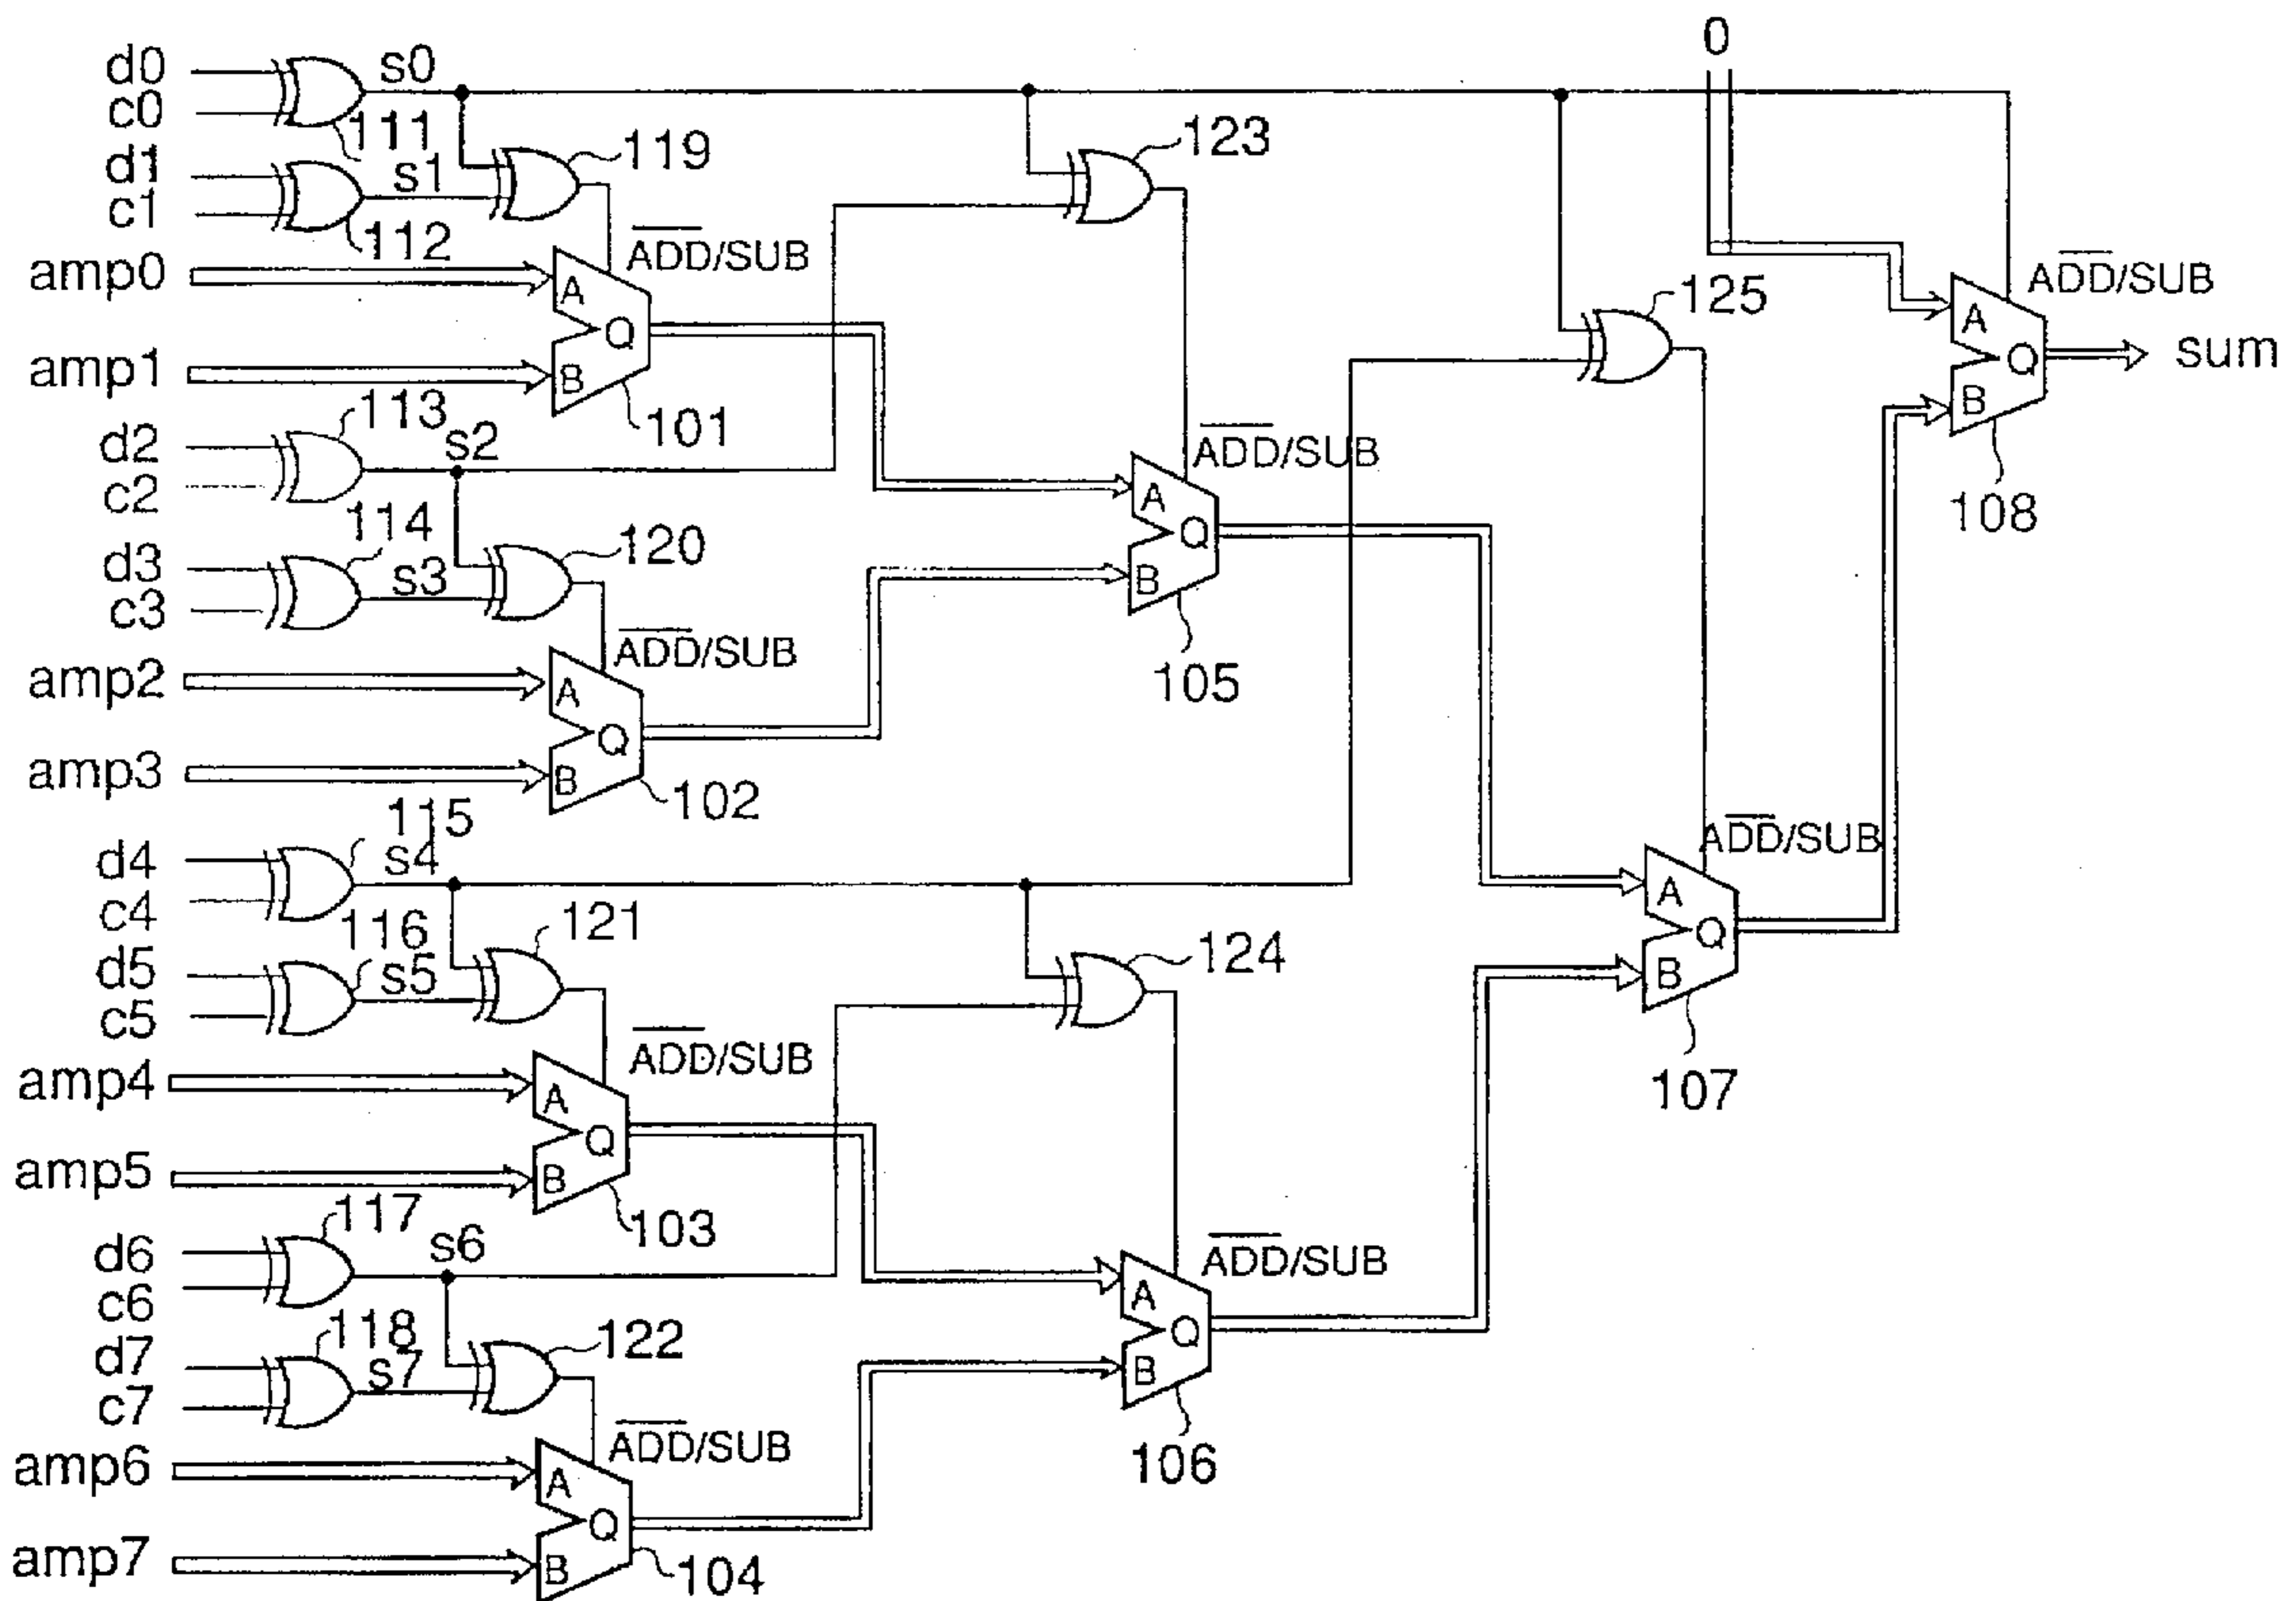 0
d0
s0
c0
111
119
123
d1
s1
c1
112
ADD/SUB
amp0
A
Q
amp1
B
101
125
ADD/SUB
A
Q
sum
B
108
113
d2
s2
c2
114
120
d3
s3
c3
ADD/SUB
A
Q
B
105
ADD/SUB
amp2
A
Q
amp3
B
102
115
d4
s4
c4
116
121
d5
s5
c5
124
ADD/SUB
A
Q
B
107
ADD/SUB
amp4
A
Q
amp5
B
103
117
d6
s6
c6
118
122
d7
s7
c7
ADD/SUB
A
Q
B
106
ADD/SUB
amp6
A
Q
amp7
B
104